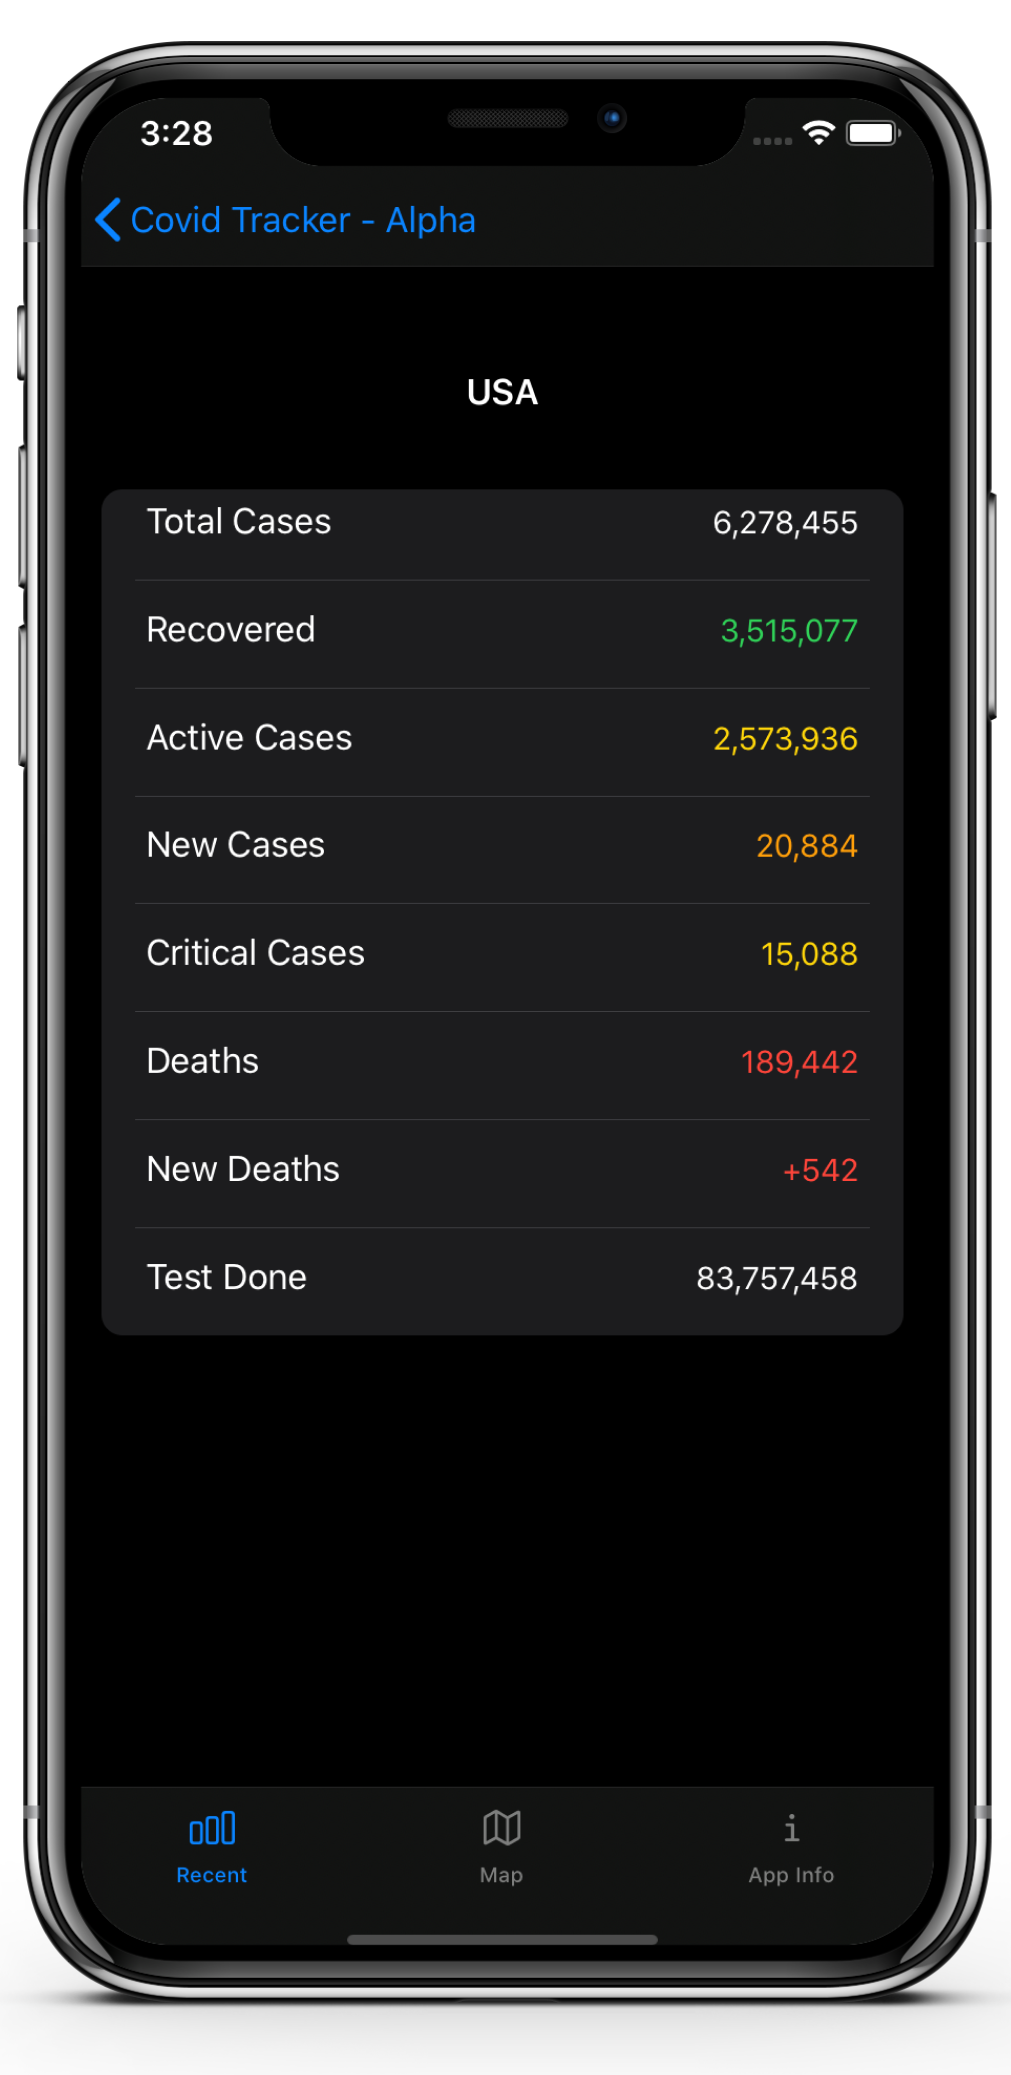 3:28
Covid Tracker - Alpha
USA
Total Cases 6,278,455
Recovered 3,515,077
Active Cases 2,573,936
New Cases 20,884
Critical Cases 15,088
Deaths 189,442
New Deaths +542
Test Done 83,757,458
Recent Map App Info